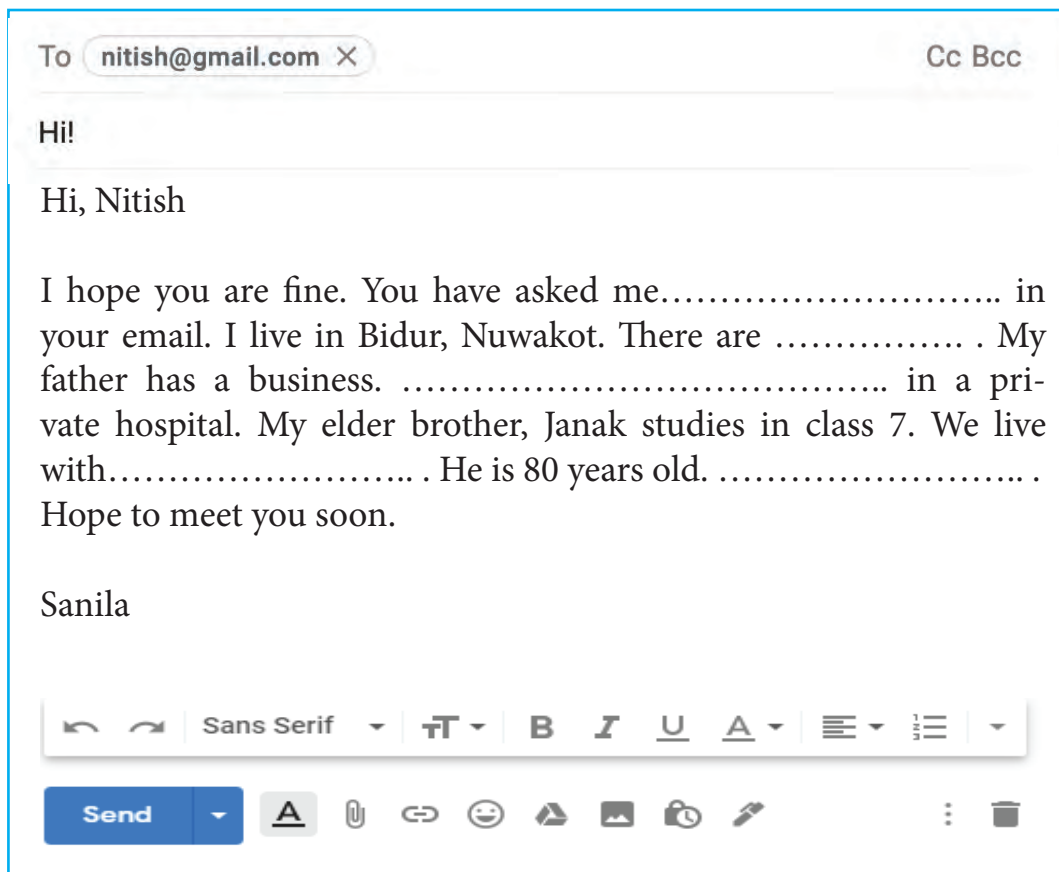 To nitish@gmail.com Cc Bcc
Hi!
Hi, Nitish
I hope you are fine. You have asked me……………………….. in
your email. I live in Bidur, Nuwakot. There are ……………. . My
father has a business. ………………………………….. in a pri-
vate hospital. My elder brother, Janak studies in class 7. We live
with…………………….. . He is 80 years old. …………………….. .
Hope to meet you soon.
Sanila
Sans Serif B I U A
Send A